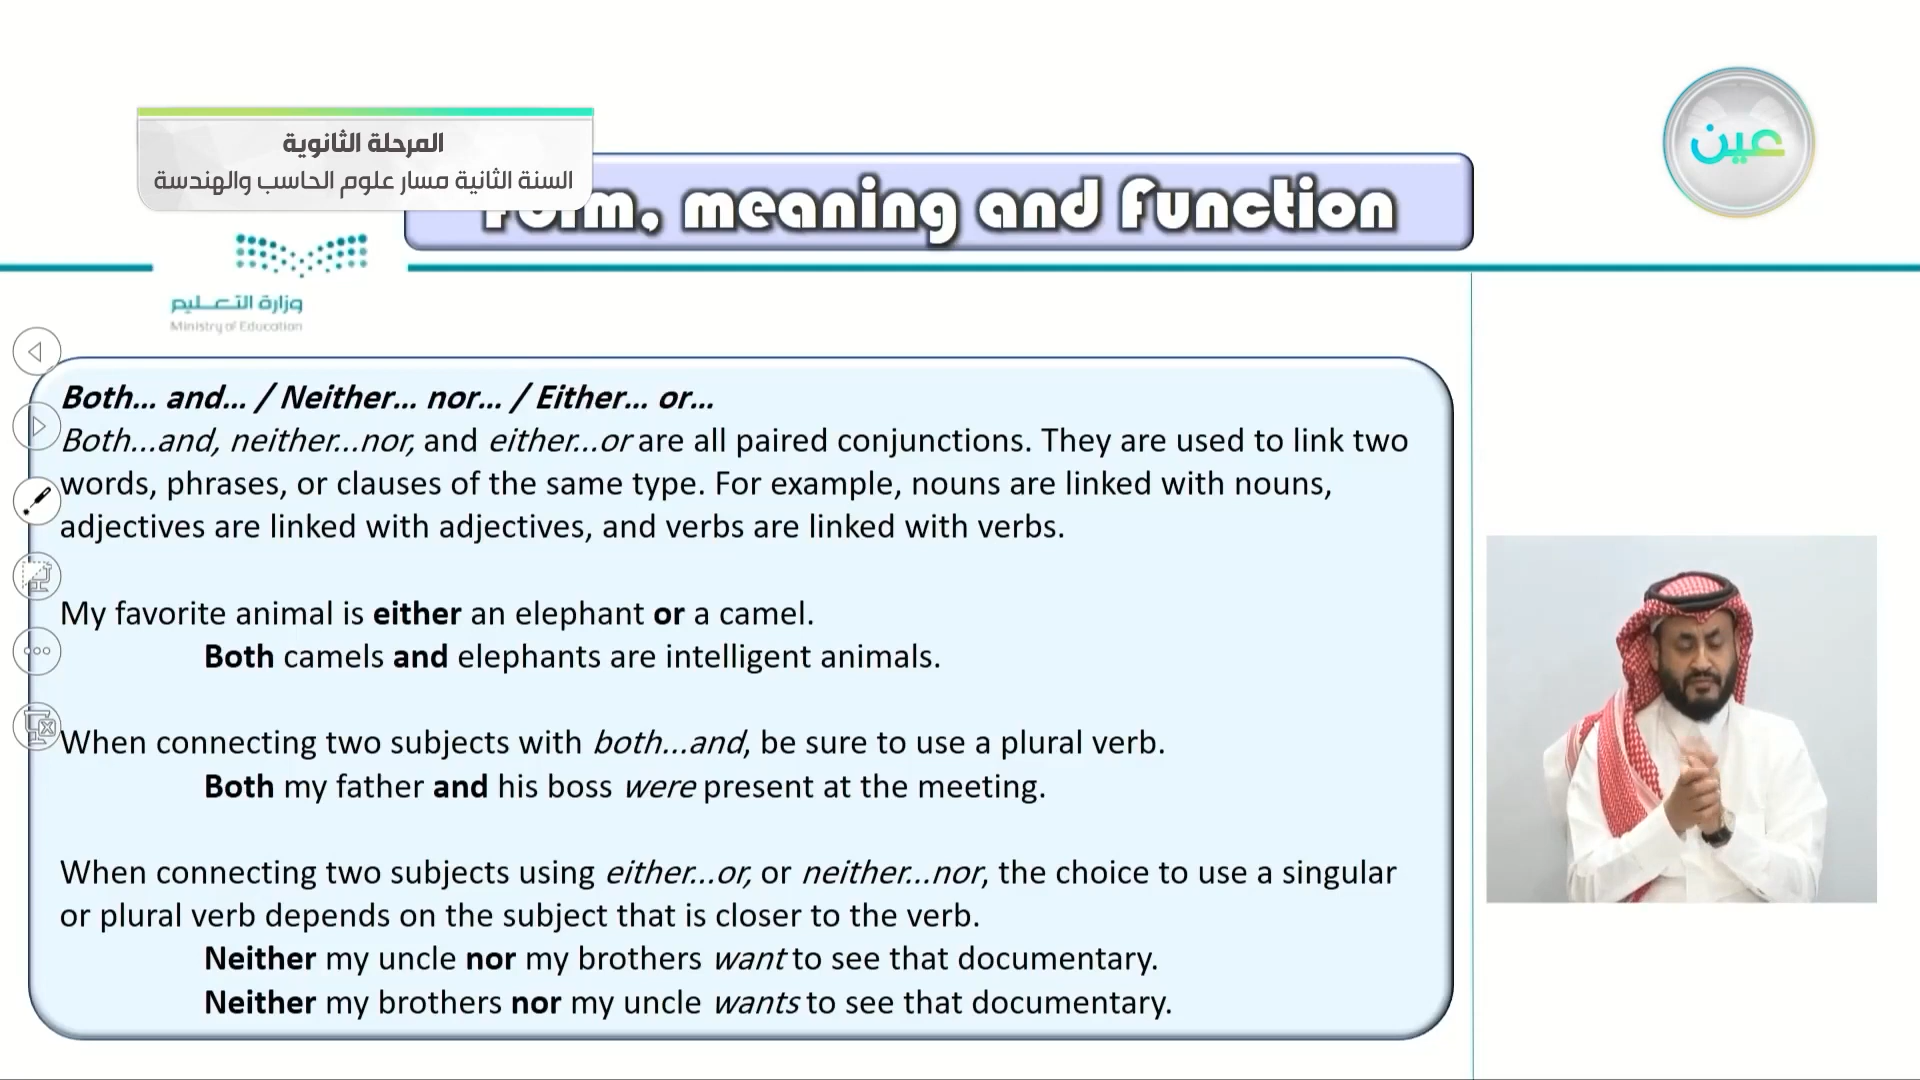 المرحلة الثانوية
السنة الثانية مسار علوم الحاسب والهندسة
عين
Form, meaning and Function
وزارة التعليم
Ministry of Education
Both... and... / Neither... nor... / Either... or...
Both...and, neither...nor, and either...or are all paired conjunctions. They are used to link two
words, phrases, or clauses of the same type. For example, nouns are linked with nouns,
adjectives are linked with adjectives, and verbs are linked with verbs.
My favorite animal is either an elephant or a camel.
Both camels and elephants are intelligent animals.
When connecting two subjects with both...and, be sure to use a plural verb.
Both my father and his boss were present at the meeting.
When connecting two subjects using either...or, or neither...nor, the choice to use a singular
or plural verb depends on the subject that is closer to the verb.
Neither my uncle nor my brothers want to see that documentary.
Neither my brothers nor my uncle wants to see that documentary.